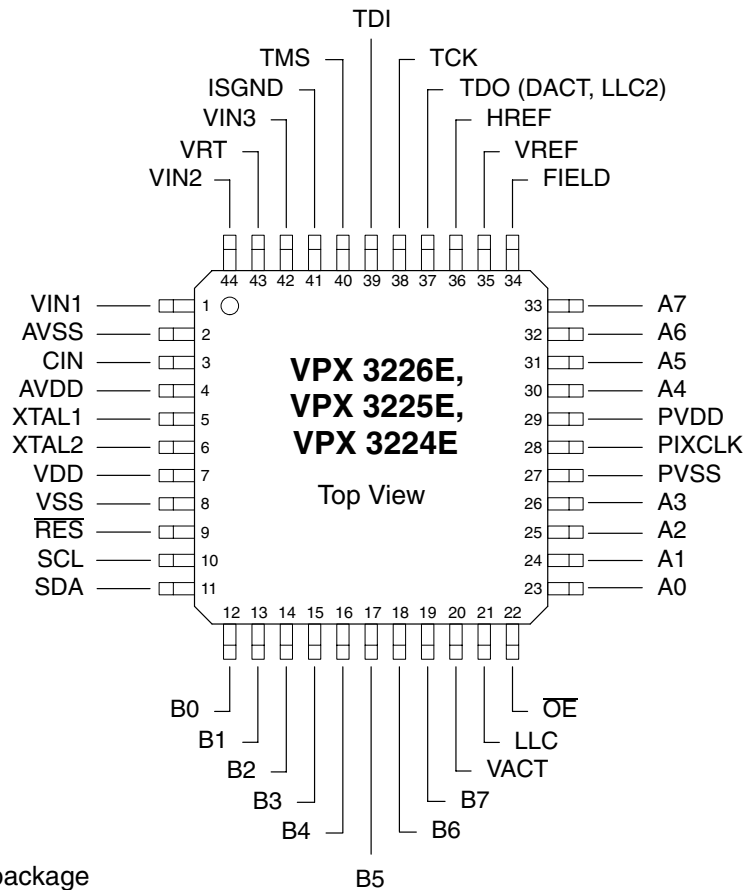 TDI
TMS TCK
ISGND TDO (DACT, LLC2)
VIN3 HREF
VRT VREF
VIN2 FIELD
44 43 42 41 40 39 38 37 36 35 34
VIN1 1 33 A7
AVSS 2 32 A6
CIN 3 31 A5
AVDD 4 30 A4
XTAL1 5 29 PVDD
XTAL2 6 28 PIXCLK
VDD 7 27 PVSS
VSS 8 26 A3
RES 9 25 A2
SCL 10 24 A1
SDA 11 23 A0
VPX 3226E,
VPX 3225E,
VPX 3224E
Top View
12 13 14 15 16 17 18 19 20 21 22
B0 OE
B1 LLC
B2 VACT
B3 B7
B4 B6
package B5